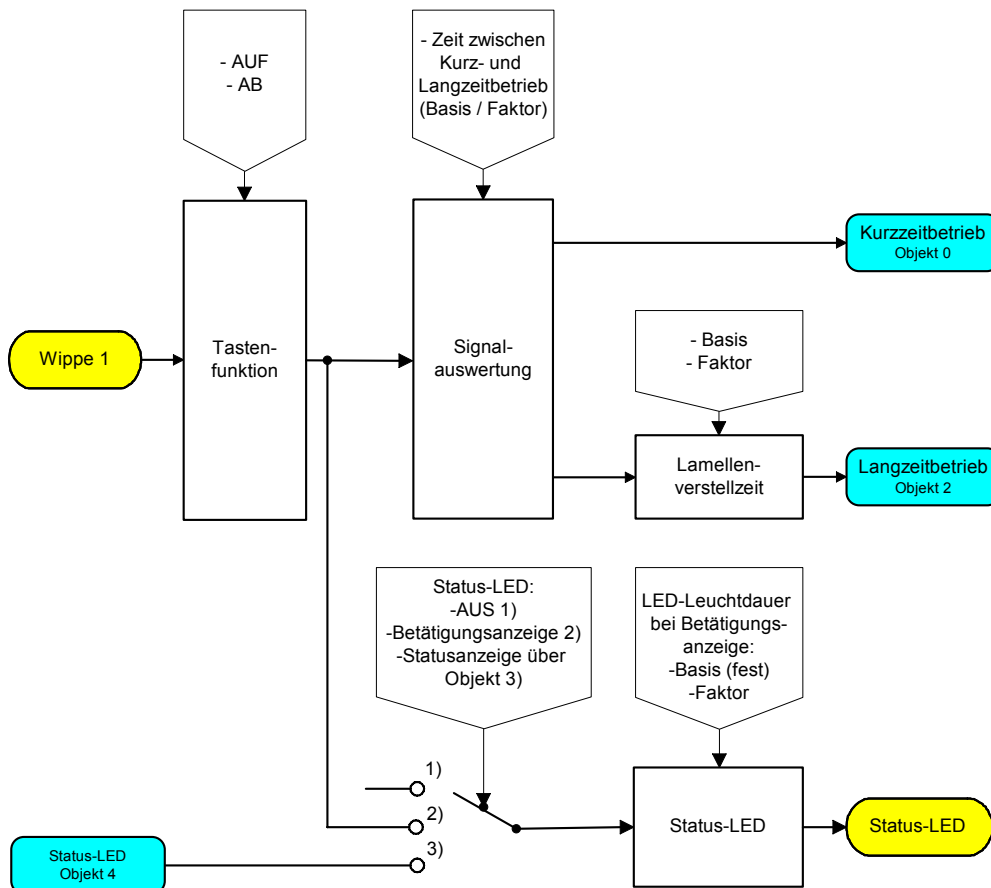 - AUF
- AB
- Zeit zwischen
Kurz- und
Langzeitbetrieb
(Basis / Faktor)
Kurzzeitbetrieb
Objekt 0
Wippe 1
Tasten-
funktion
Signal-
auswertung
- Basis
- Faktor
Lamellen-
verstellzeit
Langzeitbetrieb
Objekt 2
Status-LED:
-AUS 1)
-Betätigungsanzeige 2)
-Statusanzeige über
Objekt 3)
LED-Leuchtdauer
bei Betätigungs-
anzeige:
-Basis (fest)
-Faktor
1)
2)
3)
Status-LED
Status-LED
Status-LED
Objekt 4